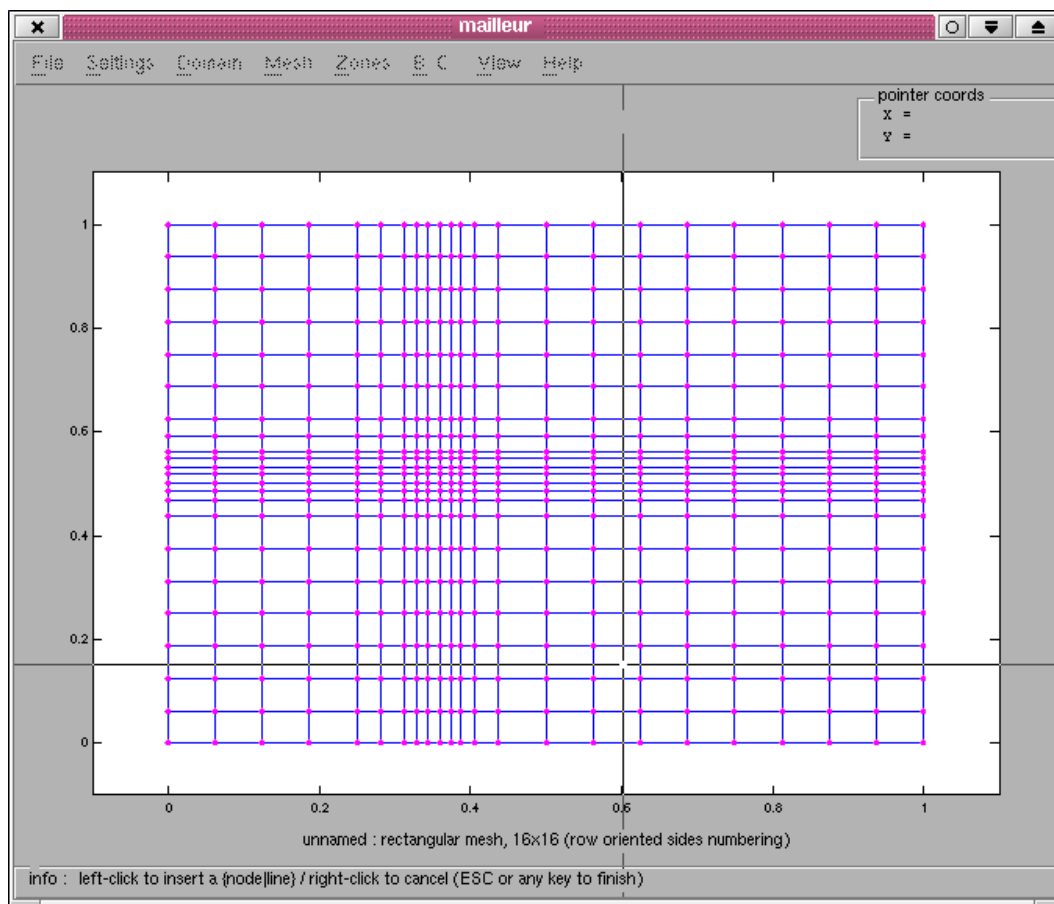 mailleur
File Settings Domain Mesh Zones B C View Help
pointer coords
X =
Y =
1
0.8
0.6
0.4
0.2
0
0 0.2 0.4 0.6 0.8 1
unnamed : rectangular mesh, 16x16 (row oriented sides numbering)
info : left-click to insert a {node|line} / right-click to cancel (ESC or any key to finish)